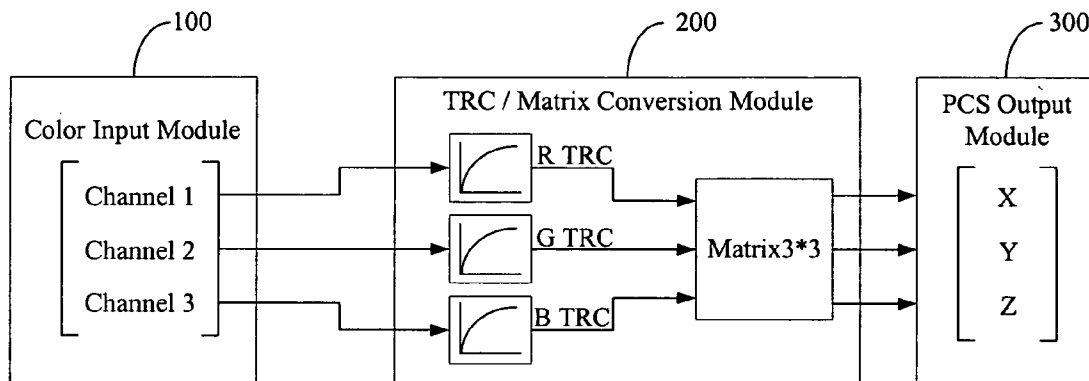 100
200
300
Color Input Module
Channel 1
Channel 2
Channel 3
TRC / Matrix Conversion Module
R TRC
G TRC
B TRC
Matrix3*3
PCS Output
Module
X
Y
Z